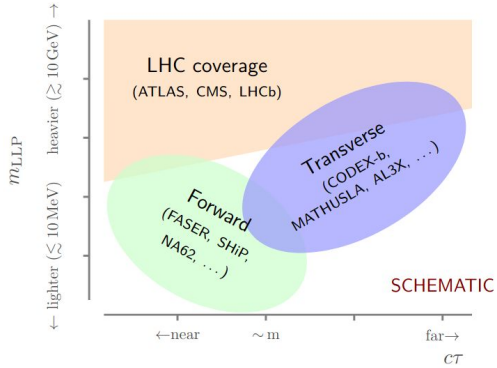 m_LLP
← lighter (≲ 10 MeV)
heavier (≳ 10 GeV) →
LHC coverage
(ATLAS, CMS, LHCb)
Transverse
(CODEX-b,
MATHUSLA, AL3X, ...)
Forward
(FASER, SHiP,
NA62, ...)
SCHEMATIC
←near
∼m
far→
cτ